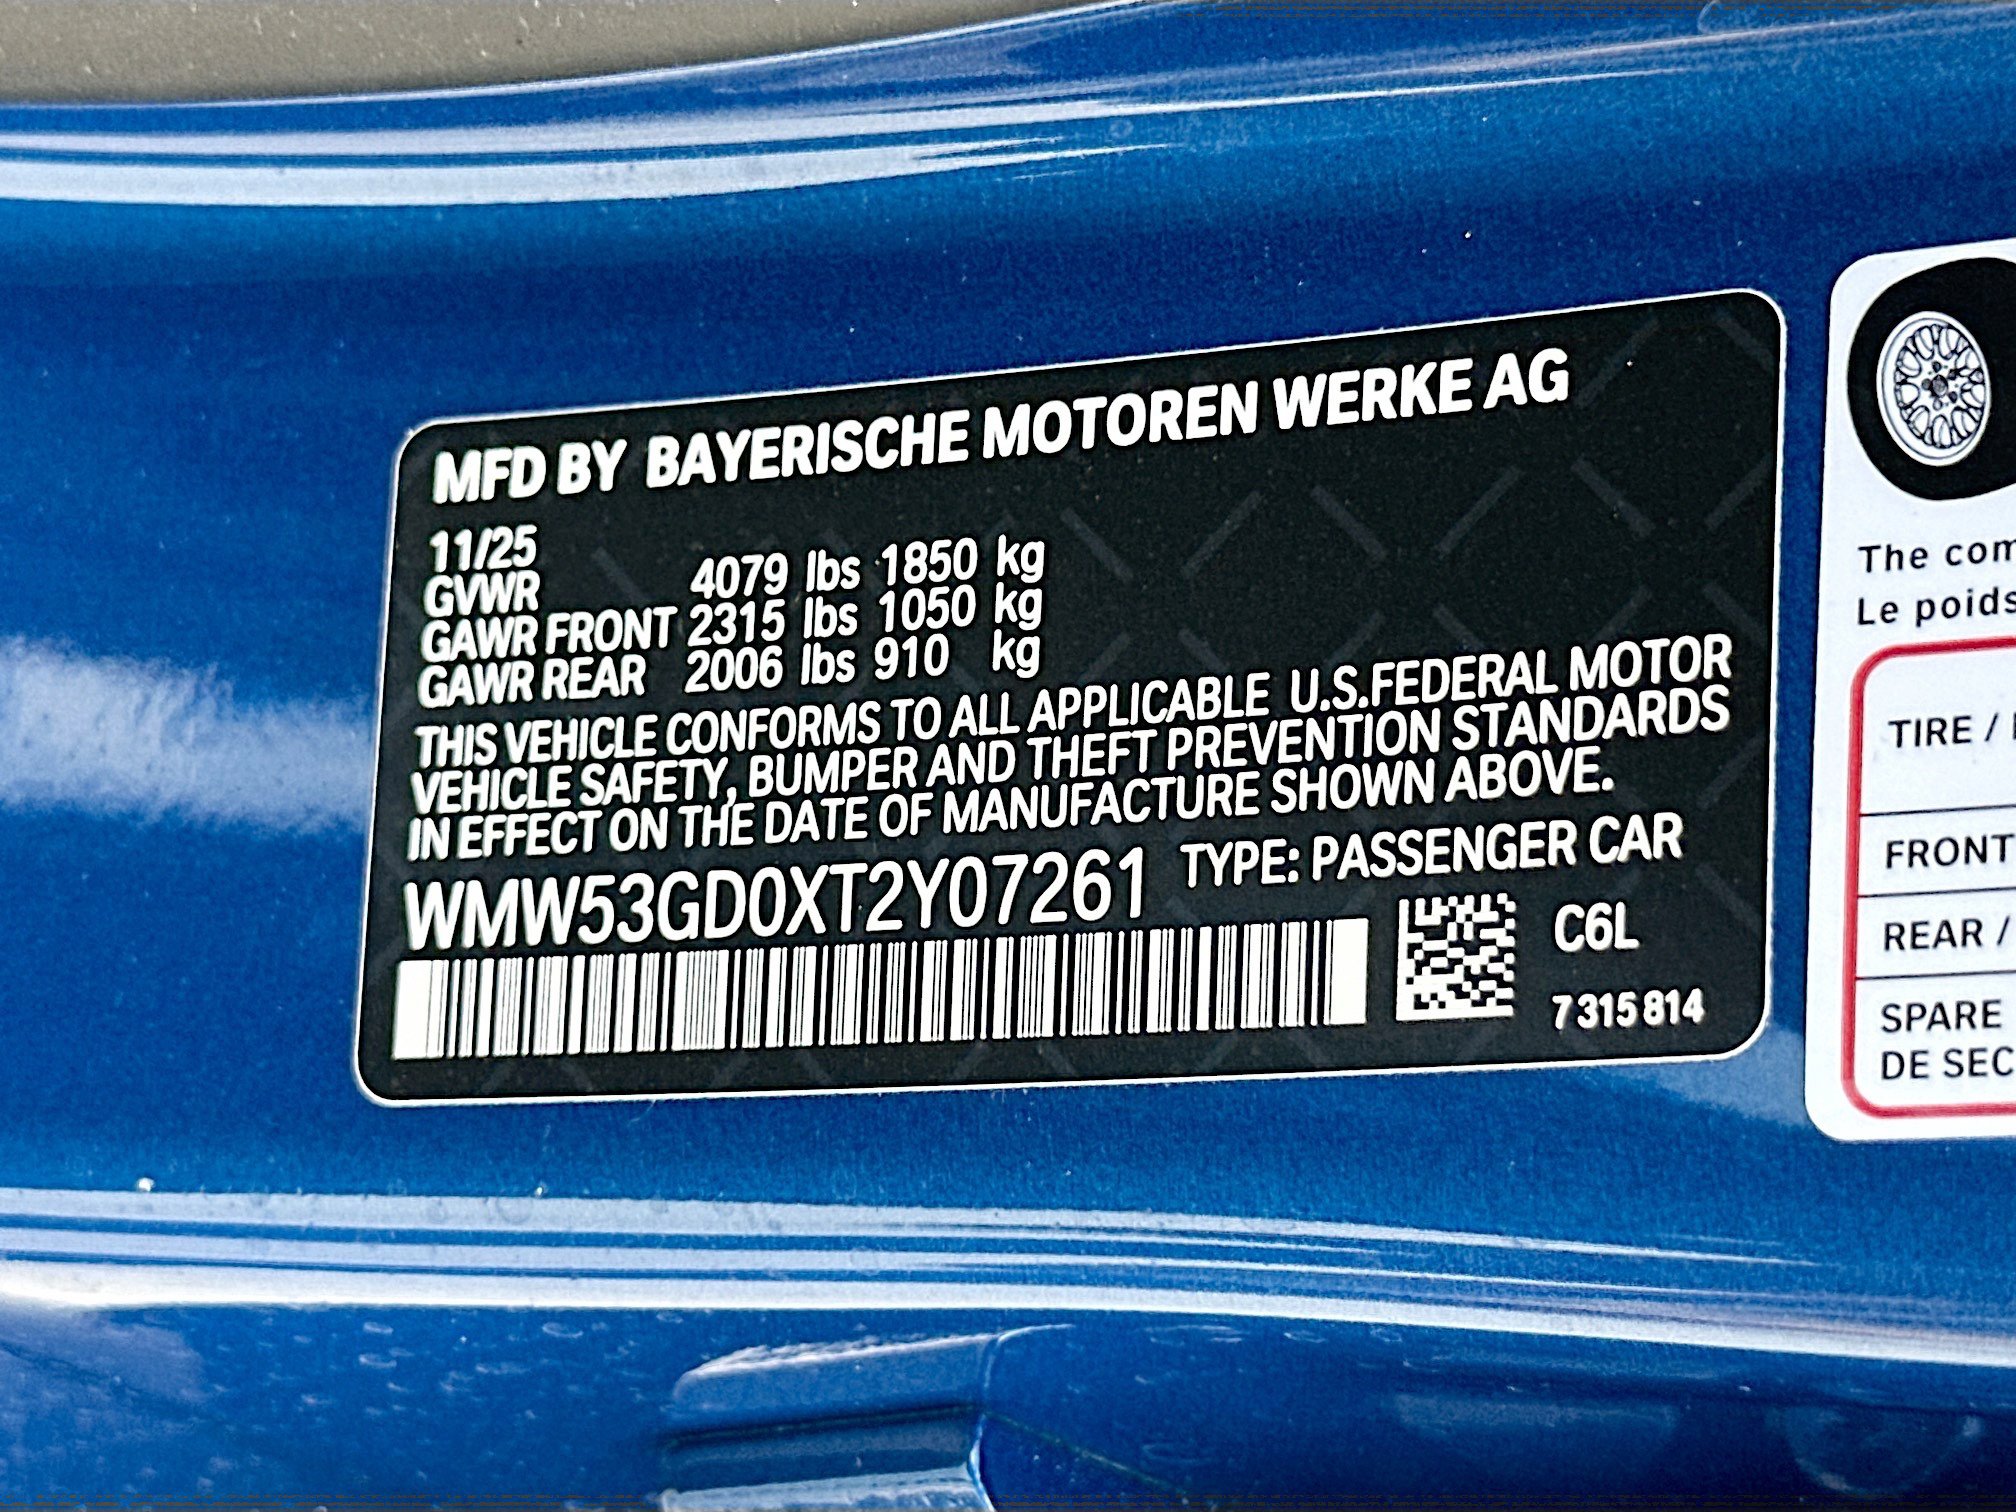 MFD BY BAYERISCHE MOTOREN WERKE AG
11/25
GVWR 4079 lbs 1850 kg
GAWR FRONT 2315 lbs 1050 kg
GAWR REAR 2006 lbs 910 kg
THIS VEHICLE CONFORMS TO ALL APPLICABLE U.S.FEDERAL MOTOR
VEHICLE SAFETY, BUMPER AND THEFT PREVENTION STANDARDS
IN EFFECT ON THE DATE OF MANUFACTURE SHOWN ABOVE.
WMW53GD0XT2Y07261 TYPE: PASSENGER CAR
C6L
7 315 814
The com
Le poids
TIRE /
FRONT
REAR /
SPARE
DE SEC